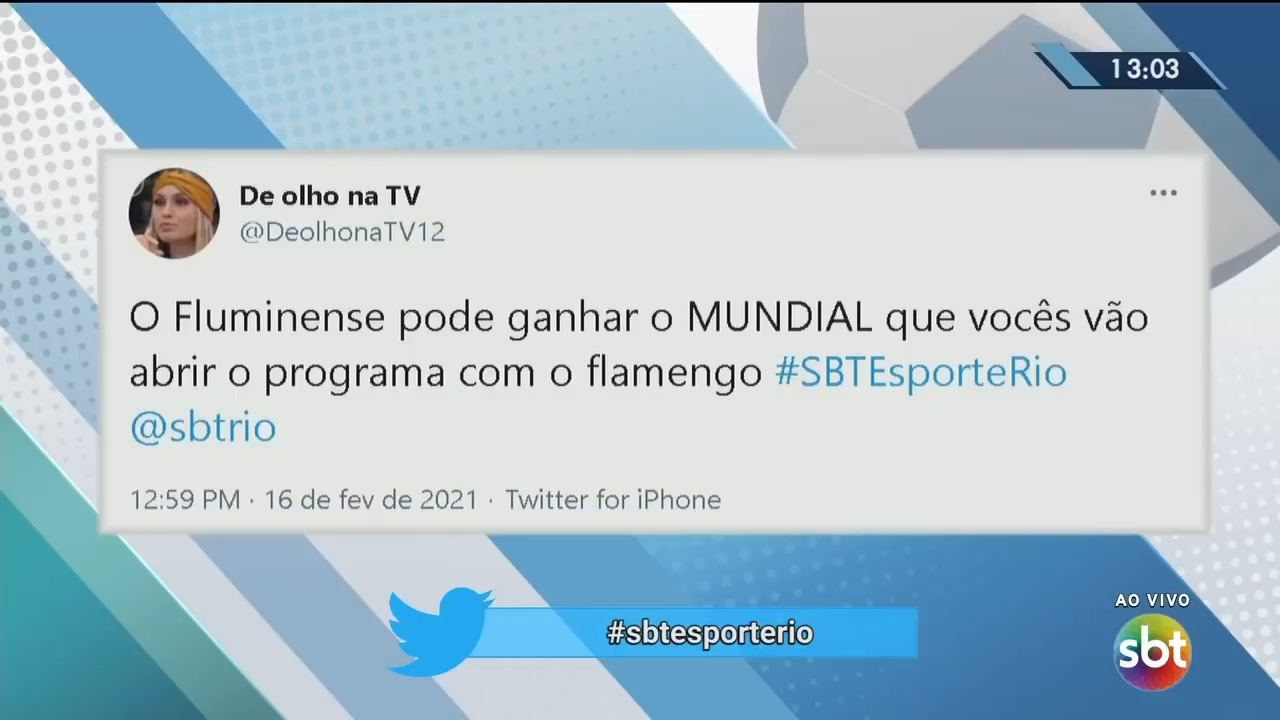 13:03
De olho na TV
@DeolhonaTV12
O Fluminense pode ganhar o MUNDIAL que vocês vão
abrir o programa com o flamengo #SBTEsporteRio
@sbtrio
12:59 PM · 16 de fev de 2021 · Twitter for iPhone
#sbtesporterio
AO VIVO
sbt